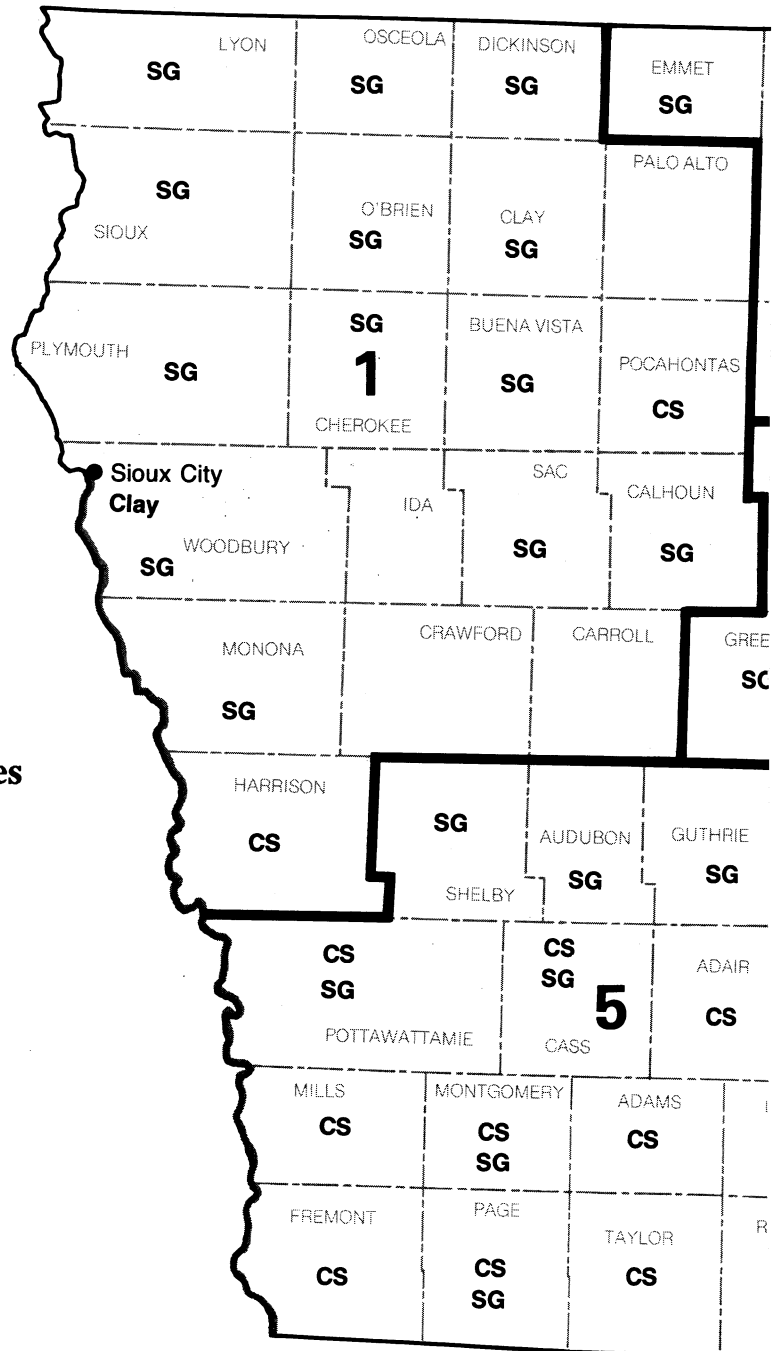 LYON
OSCEOLA
DICKINSON
EMMET
SG
SG
SG
SG
PALO ALTO
SG
SIOUX
O'BRIEN
SG
CLAY
SG
SG
BUENA VISTA
PLYMOUTH
SG
1
SG
POCAHONTAS
CS
CHEROKEE
Sioux City
Clay
SAC
IDA
CALHOUN
WOODBURY
SG
SG
SG
CRAWFORD
CARROLL
GREE
MONONA
SG
SC
es
HARRISON
CS
SG
AUDUBON
GUTHRIE
SHELBY
SG
SG
CS
SG
CS
SG
5
ADAIR
CS
POTTAWATTAMIE
CASS
MILLS
MONTGOMERY
ADAMS
CS
CS
SG
CS
FREMONT
PAGE
TAYLOR
R
CS
CS
SG
CS